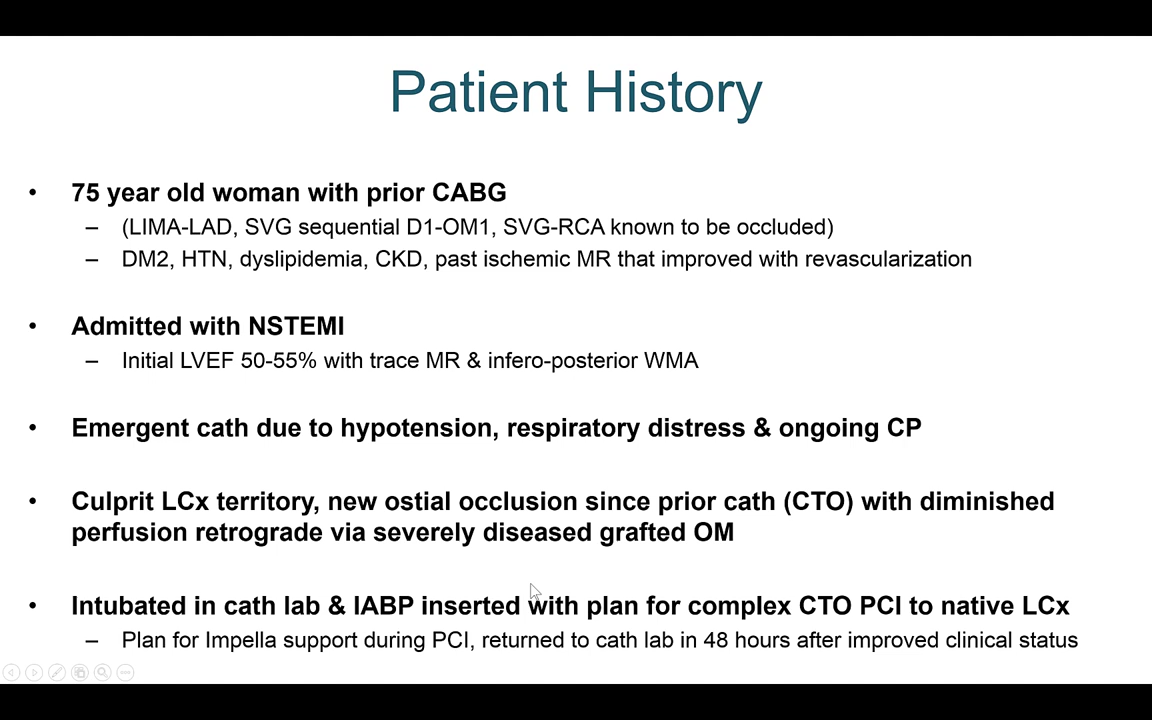 Patient History
• 75 year old woman with prior CABG
– (LIMA-LAD, SVG sequential D1-OM1, SVG-RCA known to be occluded)
– DM2, HTN, dyslipidemia, CKD, past ischemic MR that improved with revascularization
• Admitted with NSTEMI
– Initial LVEF 50-55% with trace MR & infero-posterior WMA
• Emergent cath due to hypotension, respiratory distress & ongoing CP
• Culprit LCx territory, new ostial occlusion since prior cath (CTO) with diminished
perfusion retrograde via severely diseased grafted OM
• Intubated in cath lab & IABP inserted with plan for complex CTO PCI to native LCx
– Plan for Impella support during PCI, returned to cath lab in 48 hours after improved clinical status